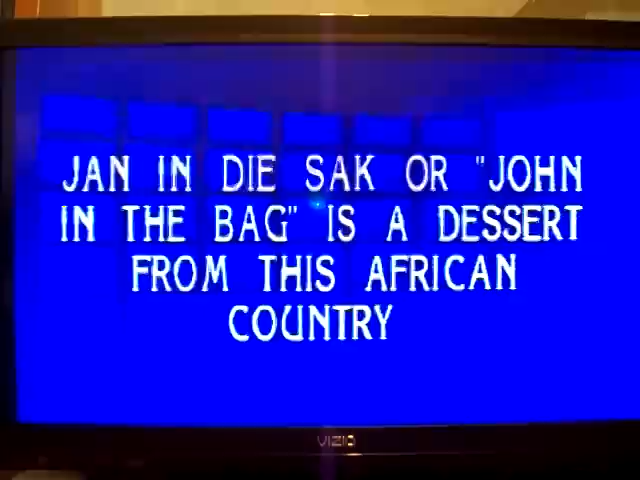 JAN IN DIE SAK OR "JOHN
IN THE BAG" IS A DESSERT
FROM THIS AFRICAN
COUNTRY
VIZIO